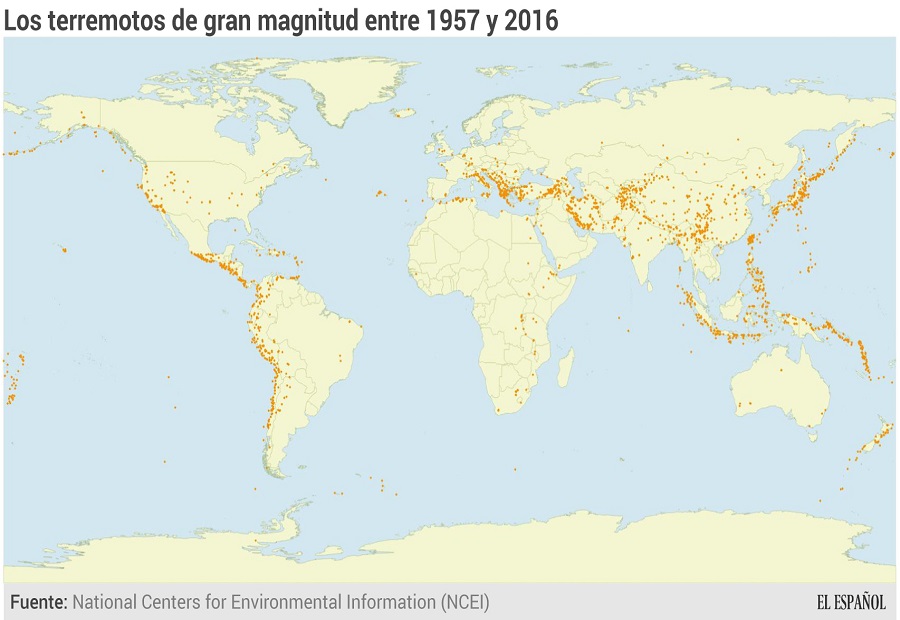 Los terremotos de gran magnitud entre 1957 y 2016
Fuente: National Centers for Environmental Information (NCEI)
EL ESPAÑOL